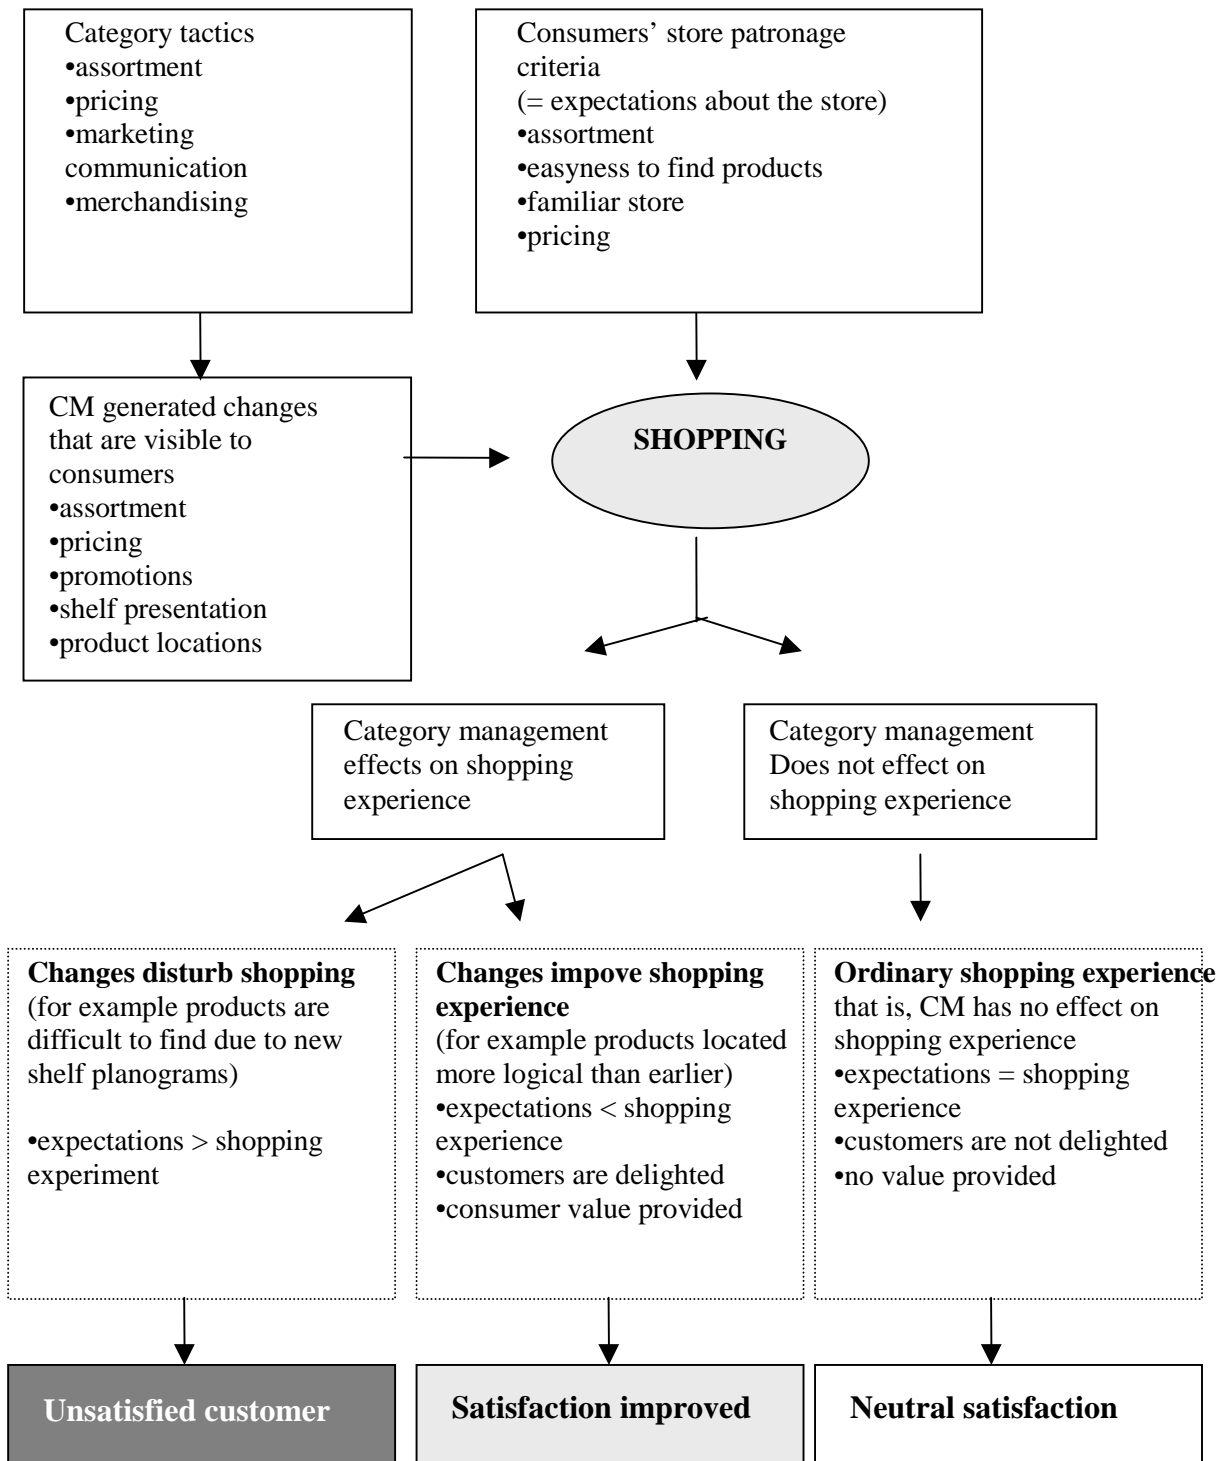 Category tactics
•assortment
•pricing
•marketing
communication
•merchandising
Consumers’ store patronage
criteria
(= expectations about the store)
•assortment
•easyness to find products
•familiar store
•pricing
CM generated changes
that are visible to
consumers
•assortment
•pricing
•promotions
•shelf presentation
•product locations
SHOPPING
Category management
effects on shopping
experience
Category management
Does not effect on
shopping experience
Changes disturb shopping
(for example products are
difficult to find due to new
shelf planograms)
•expectations > shopping
experiment
Changes impove shopping
experience
(for example products located
more logical than earlier)
•expectations < shopping
experience
•customers are delighted
•consumer value provided
Ordinary shopping experience
that is, CM has no effect on
shopping experience
•expectations = shopping
experience
•customers are not delighted
•no value provided
Unsatisfied customer
Satisfaction improved
Neutral satisfaction